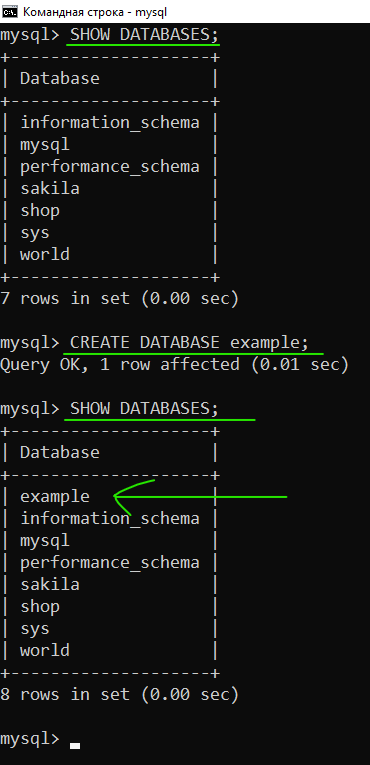 Командная строка - mysql
mysql> SHOW DATABASES;
+--------------------+
| Database           |
+--------------------+
| information_schema |
| mysql              |
| performance_schema |
| sakila             |
| shop               |
| sys                |
| world              |
+--------------------+
7 rows in set (0.00 sec)
mysql> CREATE DATABASE example;
Query OK, 1 row affected (0.01 sec)
mysql> SHOW DATABASES;
+--------------------+
| Database           |
+--------------------+
| example            |
| information_schema |
| mysql              |
| performance_schema |
| sakila             |
| shop               |
| sys                |
| world              |
+--------------------+
8 rows in set (0.00 sec)
mysql>